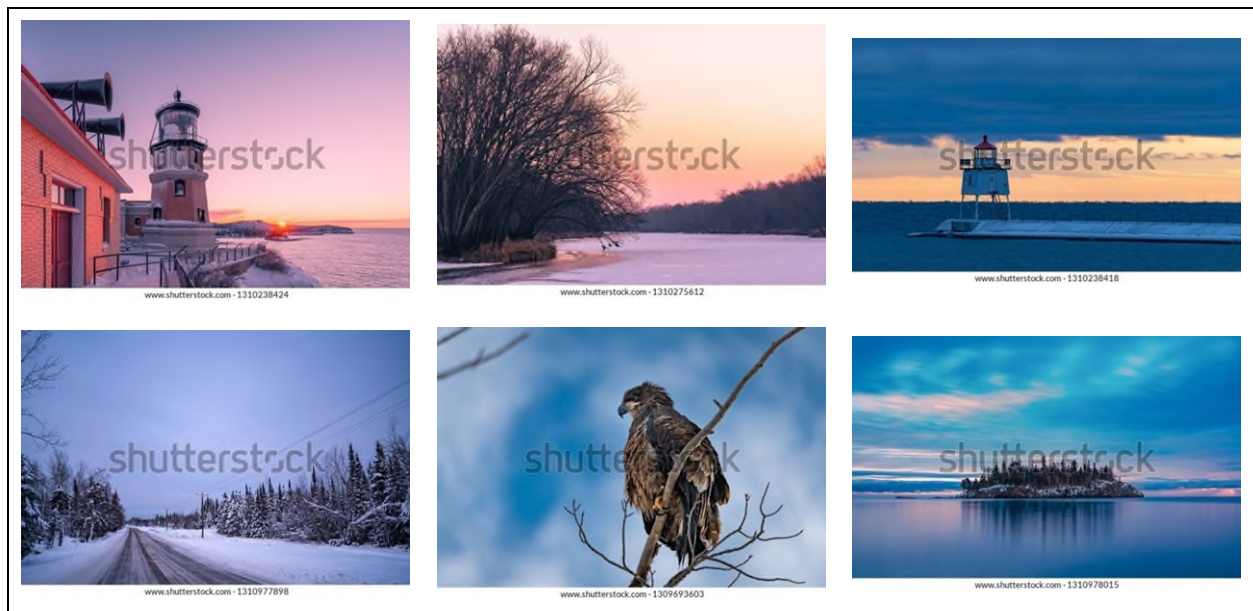 shutterstock
shutterstock
shutterstock
www.shutterstock.com · 1310238424
www.shutterstock.com · 1310275612
www.shutterstock.com · 1310238418
shutterstock
shutterstock
shutterstock
www.shutterstock.com · 1310977898
www.shutterstock.com · 1309693603
www.shutterstock.com · 1310978015